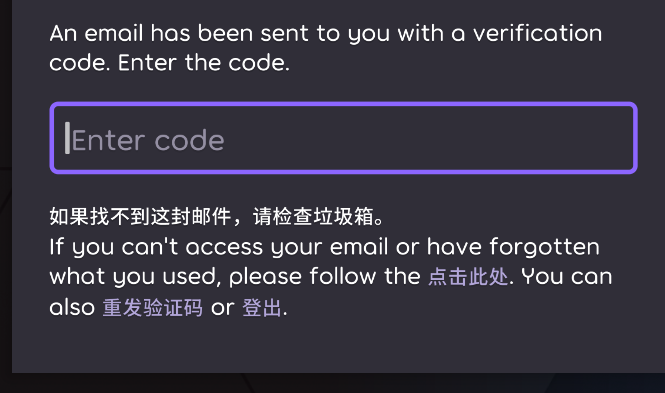 An email has been sent to you with a verification
code. Enter the code.
Enter code
如果找不到这封邮件，请检查垃圾箱。
If you can't access your email or have forgotten
what you used, please follow the 点击此处. You can
also 重发验证码 or 登出.